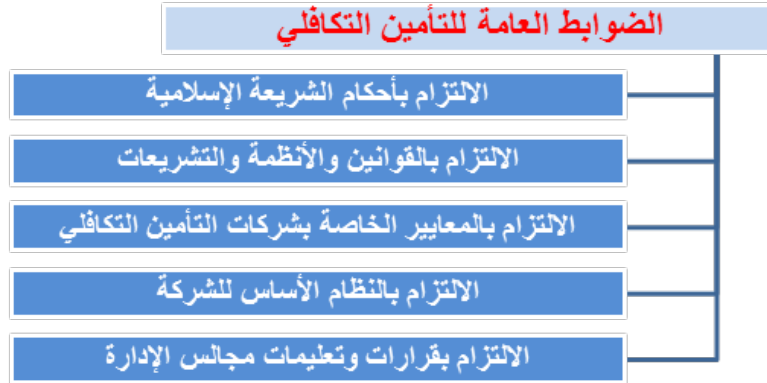 الضوابط العامة للتأمين التكافلي
الالتزام بأحكام الشريعة الإسلامية
الالتزام بالقوانين والأنظمة والتشريعات
الالتزام بالمعايير الخاصة بشركات التأمين التكافلي
الالتزام بالنظام الأساس للشركة
الالتزام بقرارات وتعليمات مجالس الإدارة